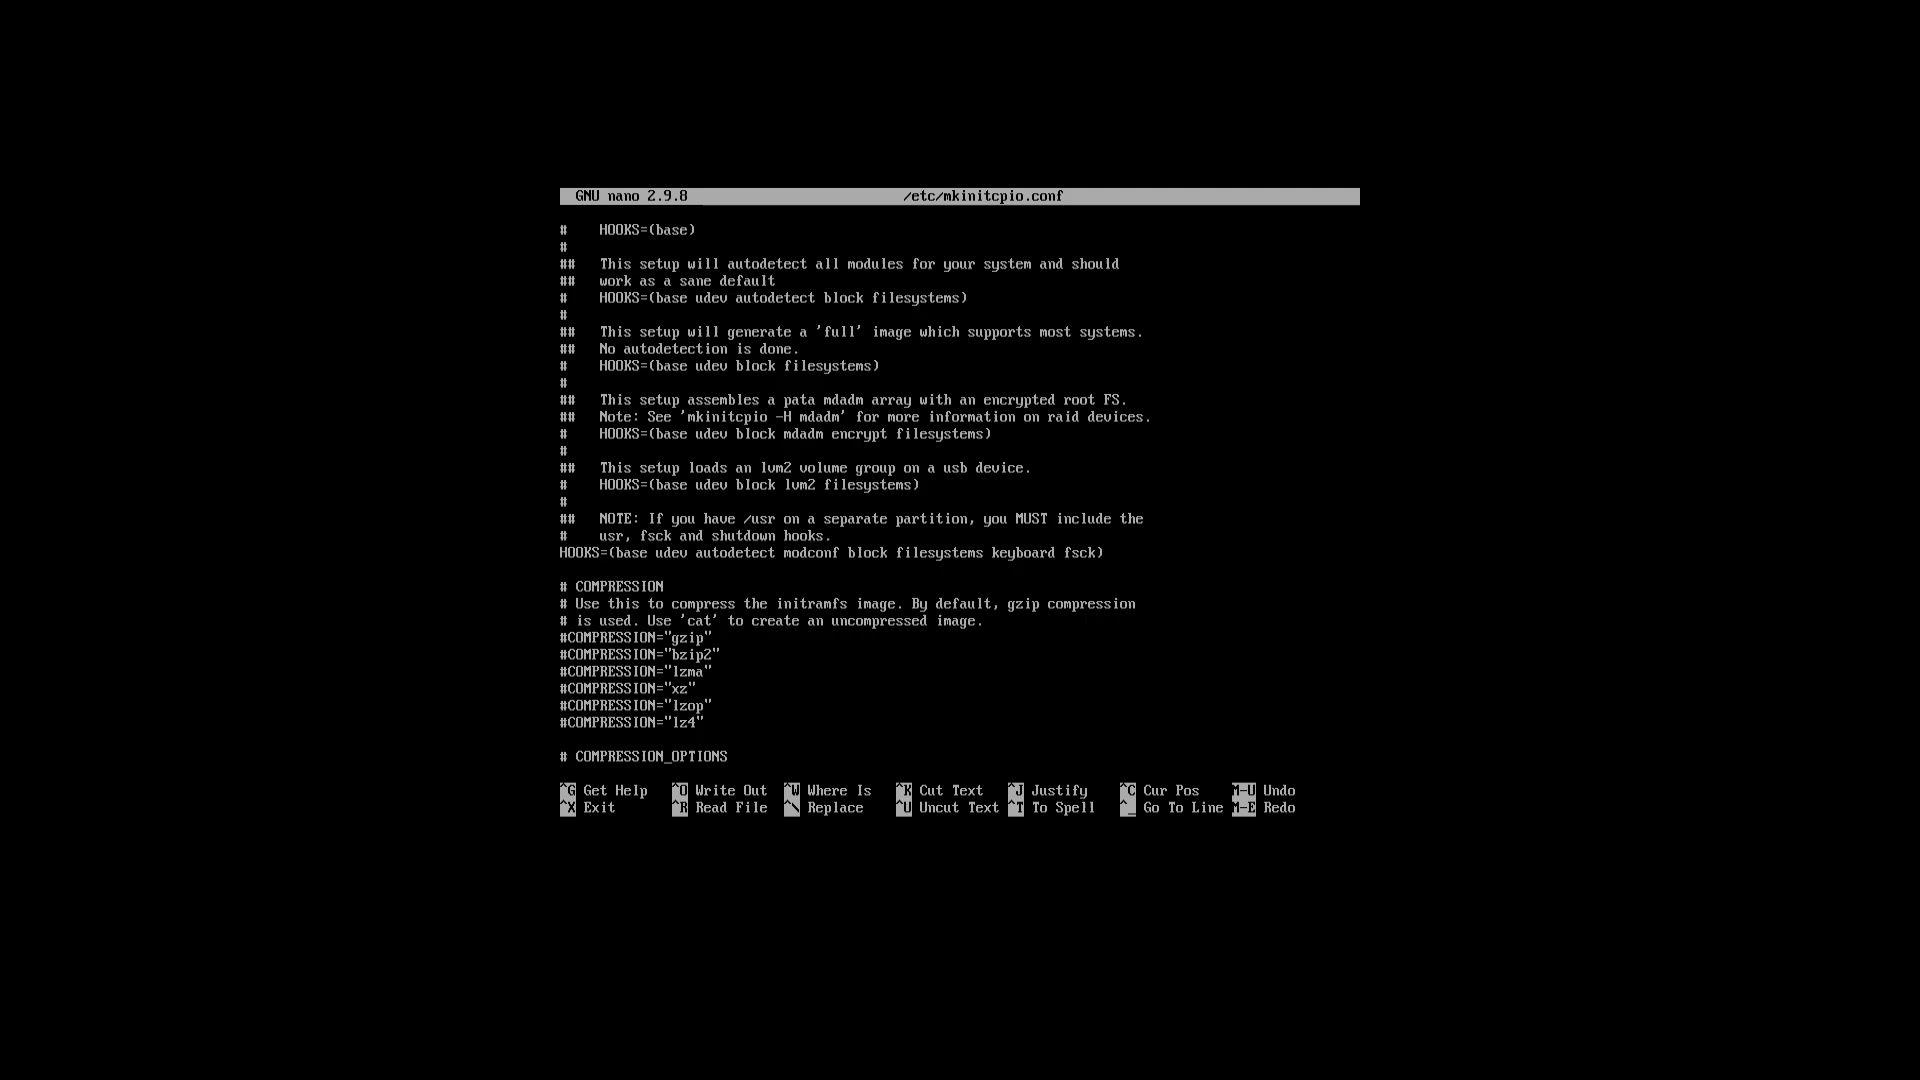 GNU nano 2.9.8 /etc/mkinitcpio.conf
# HOOKS=(base)
#
## This setup will autodetect all modules for your system and should
## work as a sane default
# HOOKS=(base udev autodetect block filesystems)
#
## This setup will generate a 'full' image which supports most systems.
## No autodetection is done.
# HOOKS=(base udev block filesystems)
#
## This setup assembles a pata mdadm array with an encrypted root FS.
## Note: See 'mkinitcpio -H mdadm' for more information on raid devices.
# HOOKS=(base udev block mdadm encrypt filesystems)
#
## This setup loads an lvm2 volume group on a usb device.
# HOOKS=(base udev block lvm2 filesystems)
#
## NOTE: If you have /usr on a separate partition, you MUST include the
# usr, fsck and shutdown hooks.
HOOKS=(base udev autodetect modconf block filesystems keyboard fsck)
# COMPRESSION
# Use this to compress the initramfs image. By default, gzip compression
# is used. Use 'cat' to create an uncompressed image.
#COMPRESSION="gzip"
#COMPRESSION="bzip2"
#COMPRESSION="lzma"
#COMPRESSION="xz"
#COMPRESSION="lzop"
#COMPRESSION="lz4"
# COMPRESSION_OPTIONS
^G Get Help ^O Write Out ^W Where Is ^K Cut Text ^J Justify ^C Cur Pos M-U Undo
^X Exit ^R Read File ^\ Replace ^U Uncut Text ^T To Spell ^_ Go To Line M-E Redo